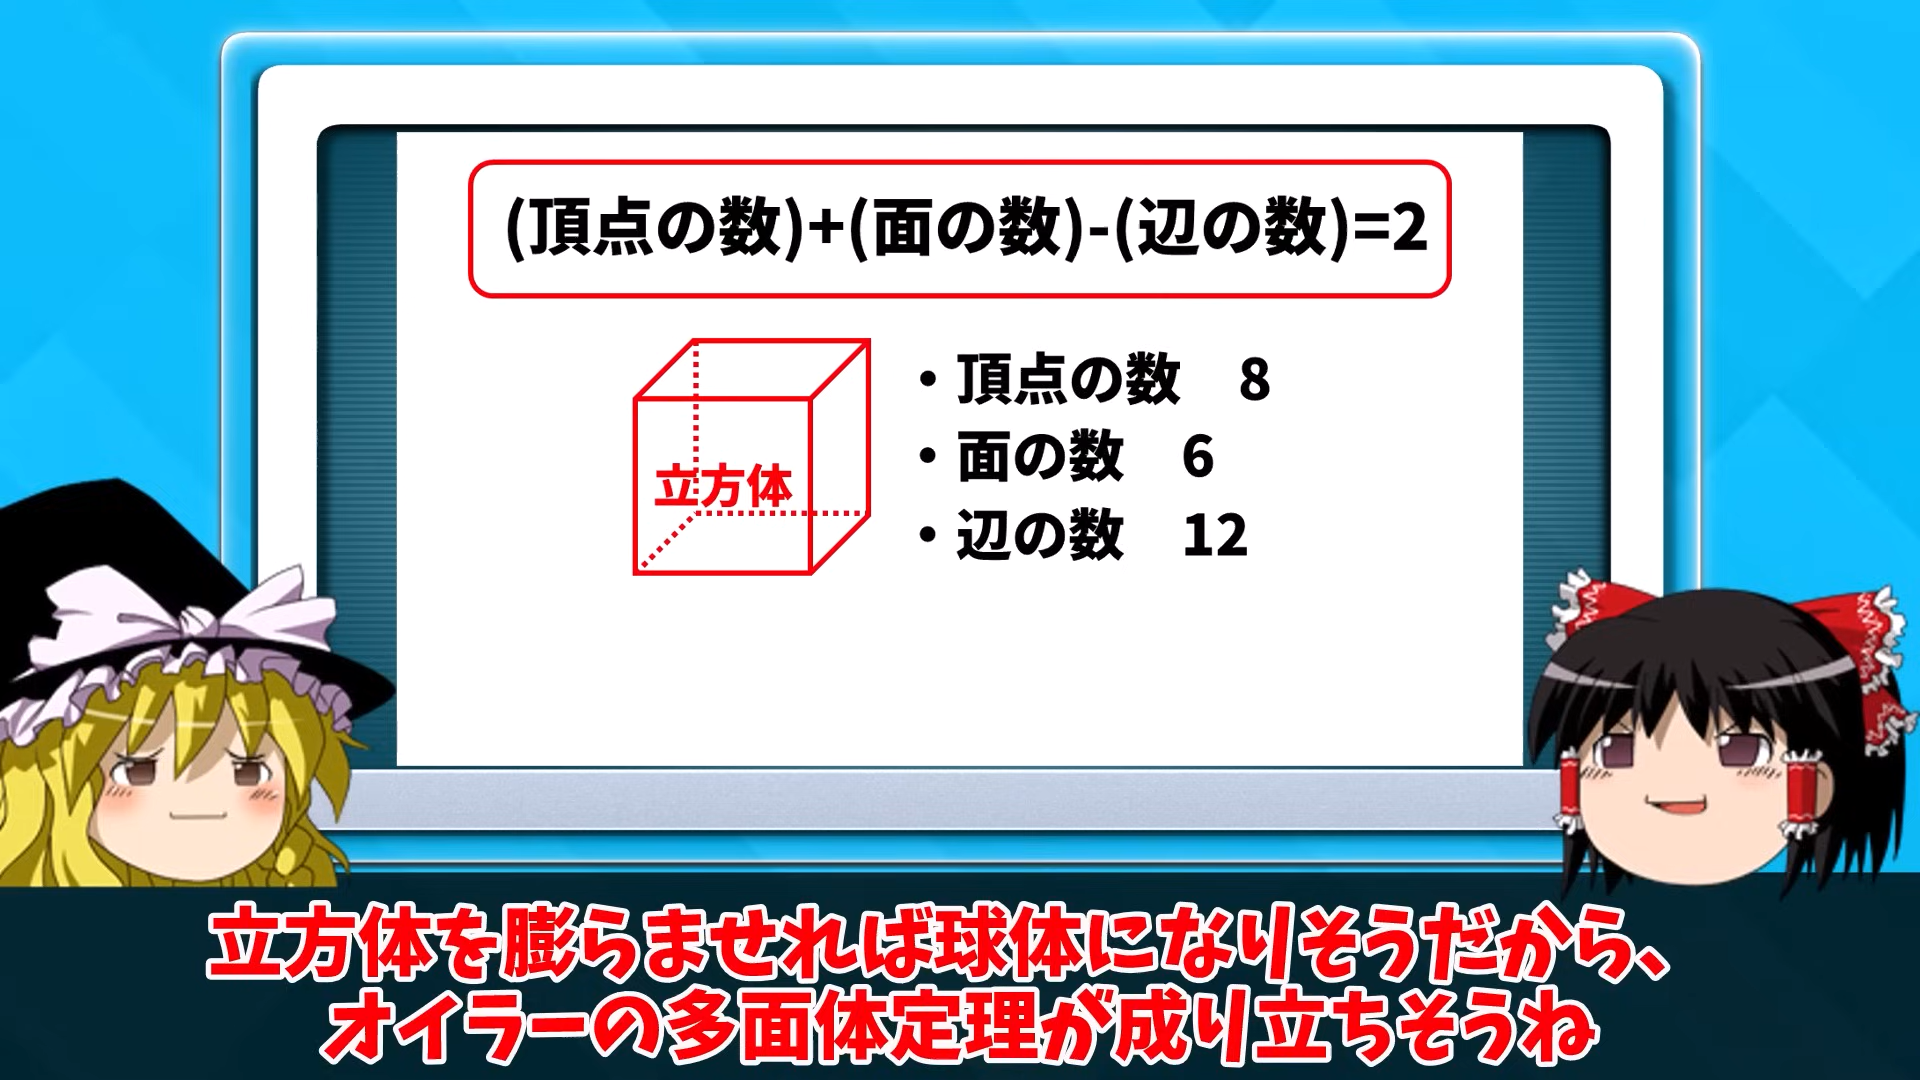 (頂点の数)+(面の数)-(辺の数)=2
立方体
・頂点の数　8
・面の数　6
・辺の数　12
立方体を膨らませれば球体になりそうだから、
オイラーの多面体定理が成り立ちそうね